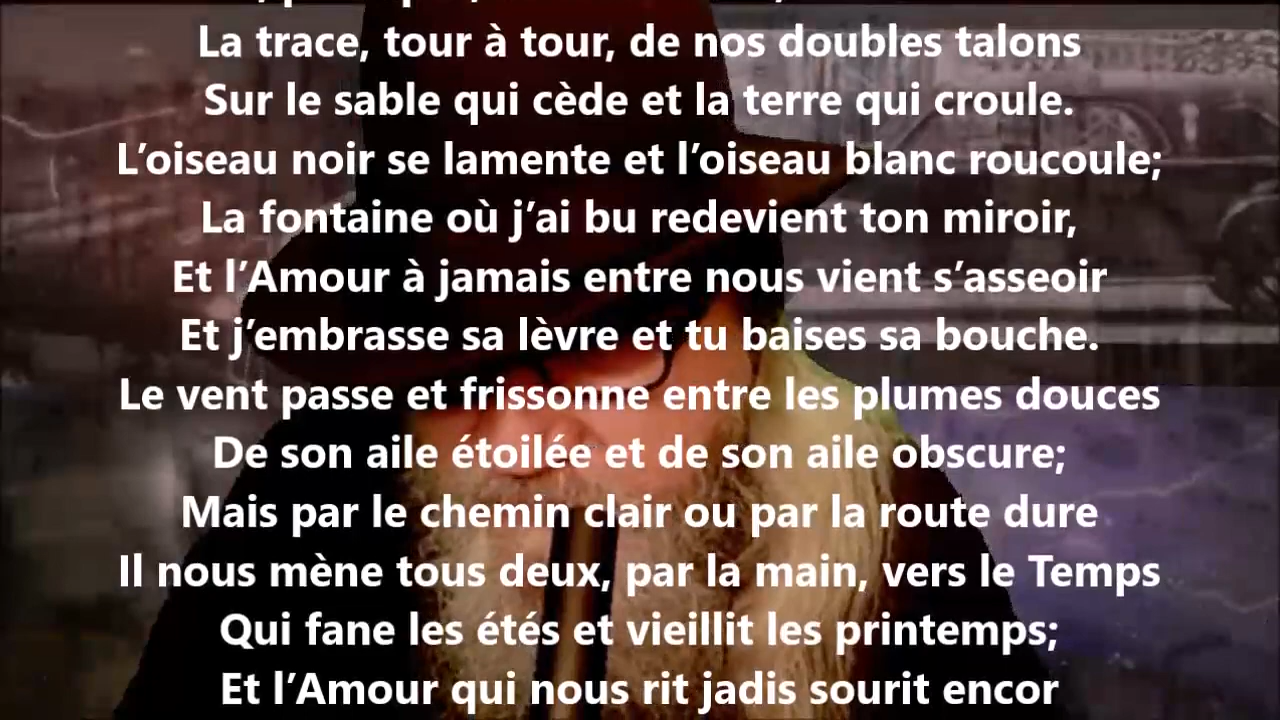 La trace, tour à tour, de nos doubles talons
Sur le sable qui cède et la terre qui croule.
L’oiseau noir se lamente et l’oiseau blanc roucoule;
La fontaine où j’ai bu redevient ton miroir,
Et l’Amour à jamais entre nous vient s’asseoir
Et j’embrasse sa lèvre et tu baises sa bouche.
Le vent passe et frissonne entre les plumes douces
De son aile étoilée et de son aile obscure;
Mais par le chemin clair ou par la route dure
Il nous mène tous deux, par la main, vers le Temps
Qui fane les étés et vieillit les printemps;
Et l’Amour qui nous rit jadis sourit encor